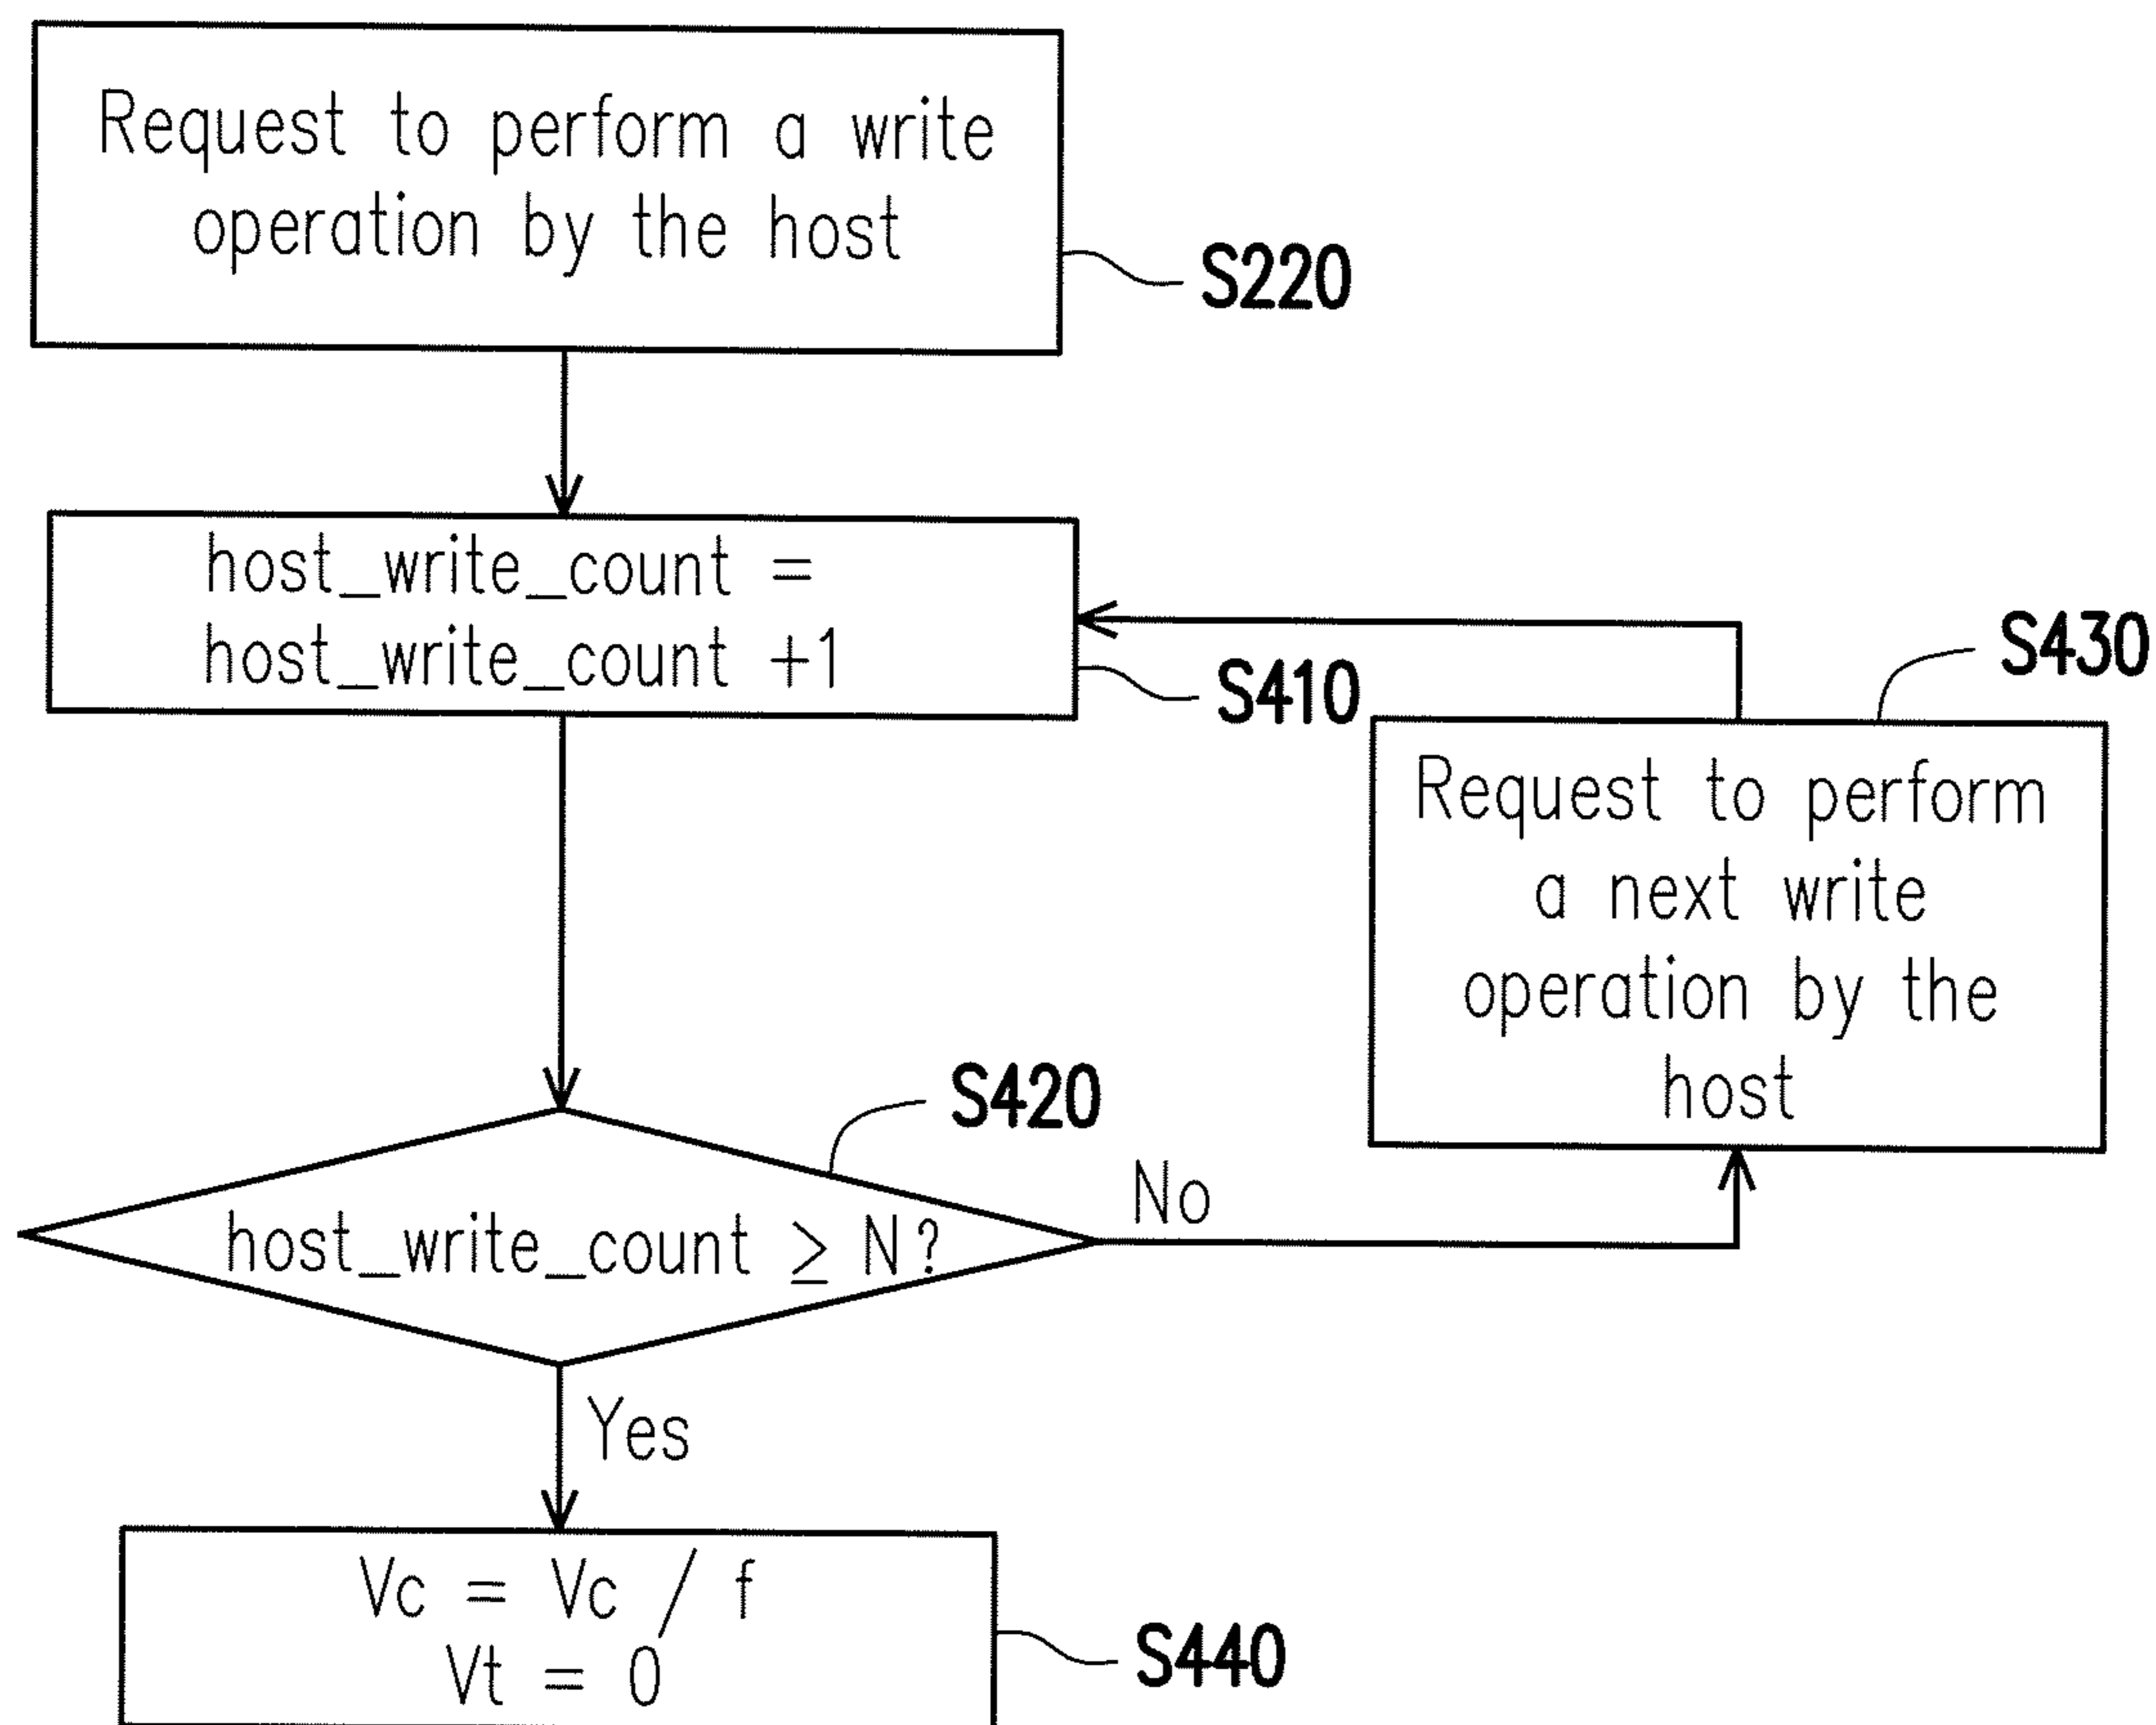 Request to perform a write
operation by the host
S220
host_write_count =
host_write_count +1
S410
S430
Request to perform
a next write
operation by the
host
S420
host_write_count ≥ N?
No
Yes
Vc = Vc / f
Vt = 0
S440